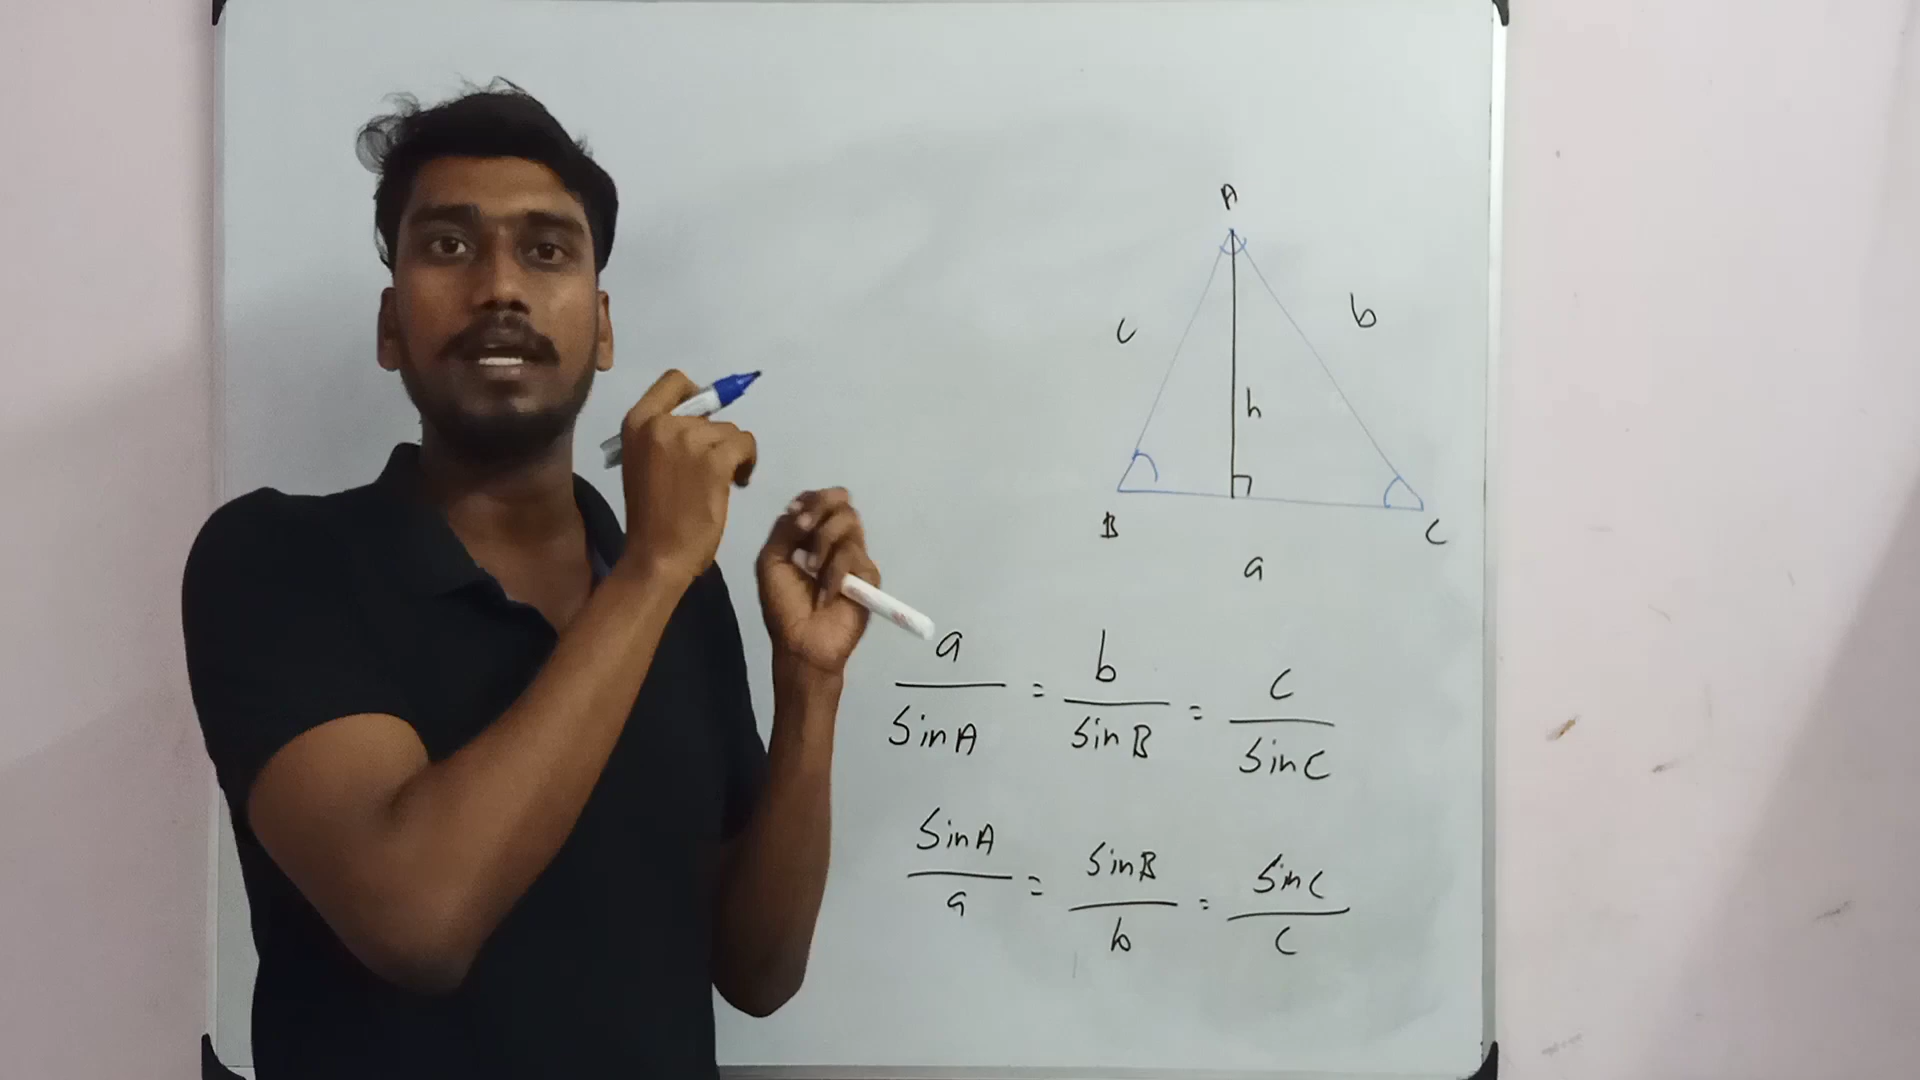 A
c b
h
B C
a
a/SinA = b/SinB = c/SinC
SinA/a = SinB/b = SinC/c